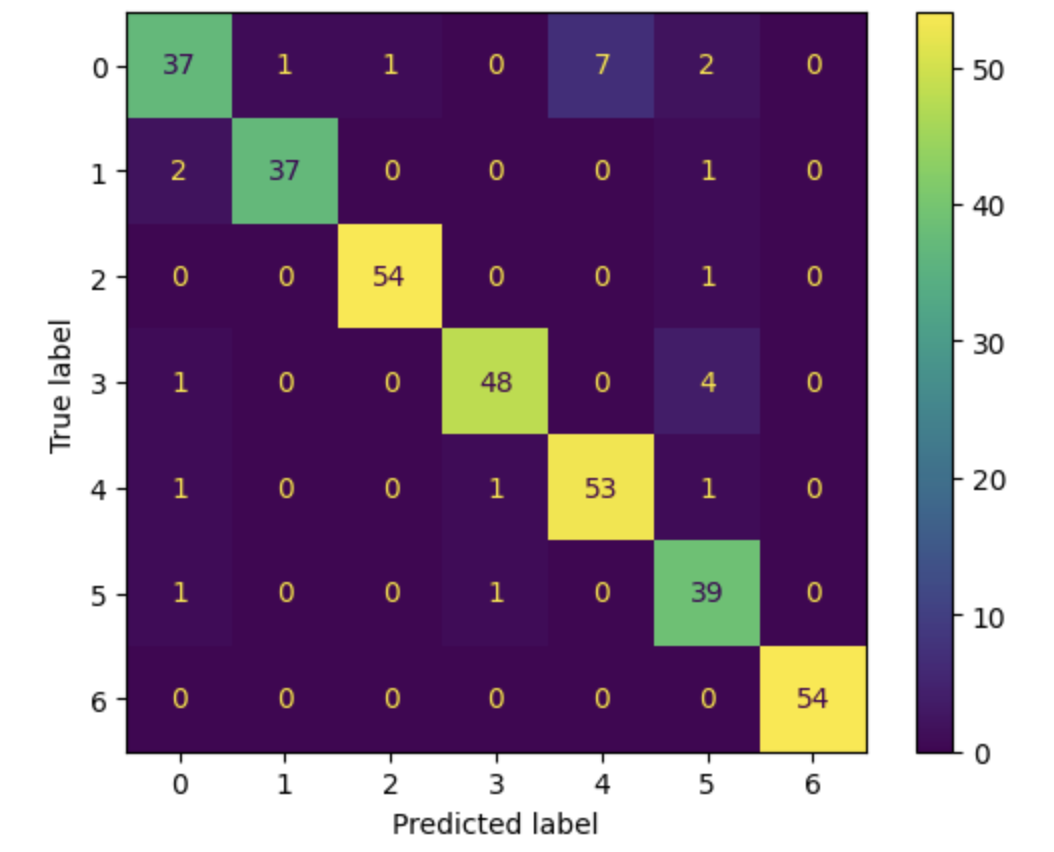 0 37 1 1 0 7 2 0
1 2 37 0 0 0 1 0
2 0 0 54 0 0 1 0
3 1 0 0 48 0 4 0
4 1 0 0 1 53 1 0
5 1 0 0 1 0 39 0
6 0 0 0 0 0 0 54
0 1 2 3 4 5 6
Predicted label
True label
50
40
30
20
10
0